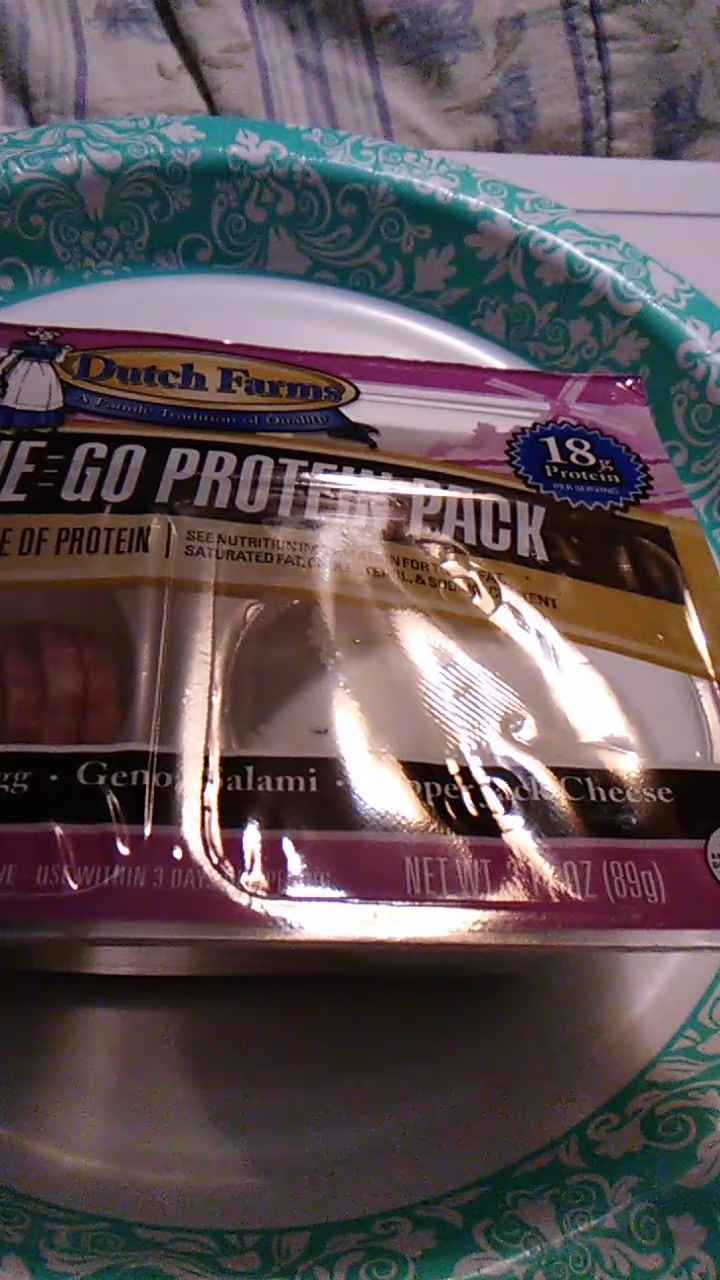 Dutch Farms
A Family Tradition of Quality
18g
Protein
PER SERVING
E-GO PROTEIN PACK
E OF PROTEIN
SEE NUTRITION INFORMATION FOR FAT,
SATURATED FAT, & SODIUM CONTENT
gg · Genoa Salami · Pepper Jack Cheese
USE WITHIN 3 DAYS
NET WT. OZ (89g)